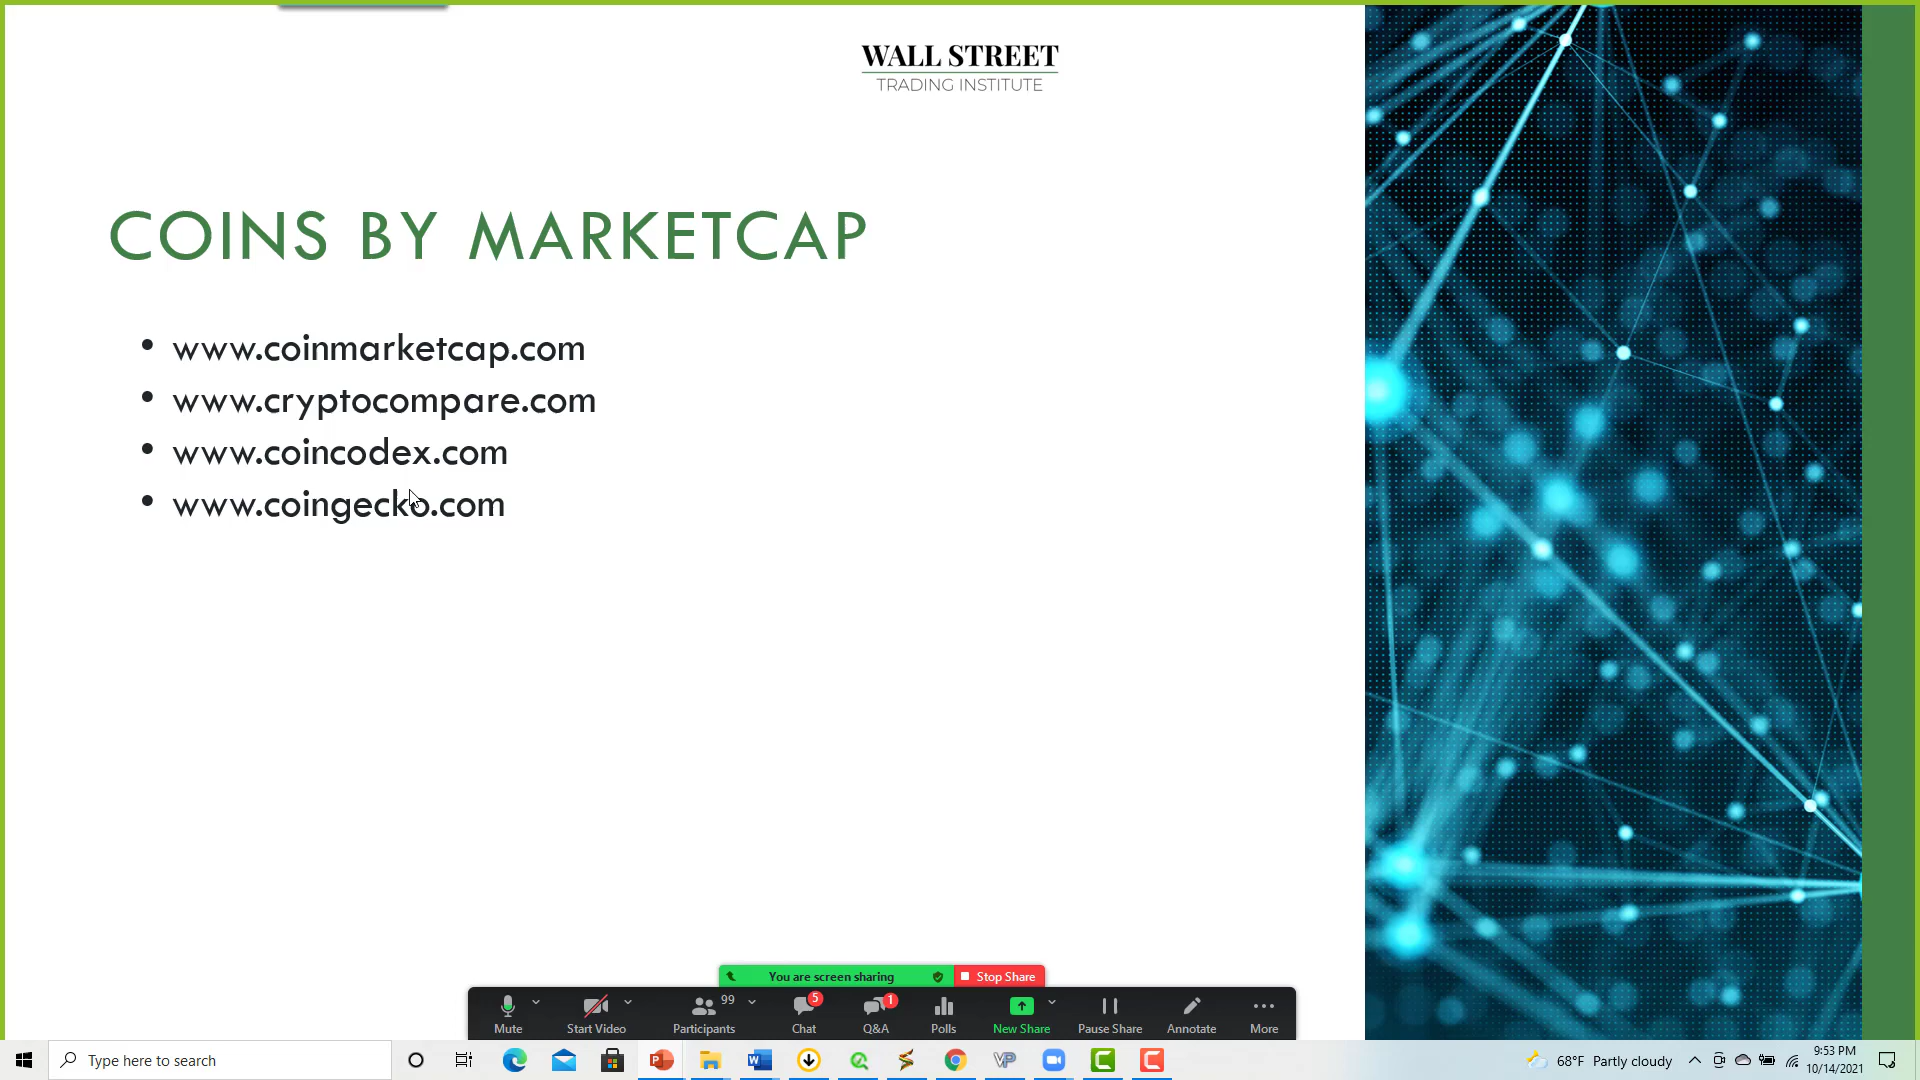 WALL STREET
TRADING INSTITUTE
COINS BY MARKETCAP
• www.coinmarketcap.com
• www.cryptocompare.com
• www.coincodex.com
• www.coingecko.com
You are screen sharing Stop Share
99 5 1
Mute Start Video Participants Chat Q&A Polls New Share Pause Share Annotate More
Type here to search
68°F Partly cloudy
9:53 PM
10/14/2021